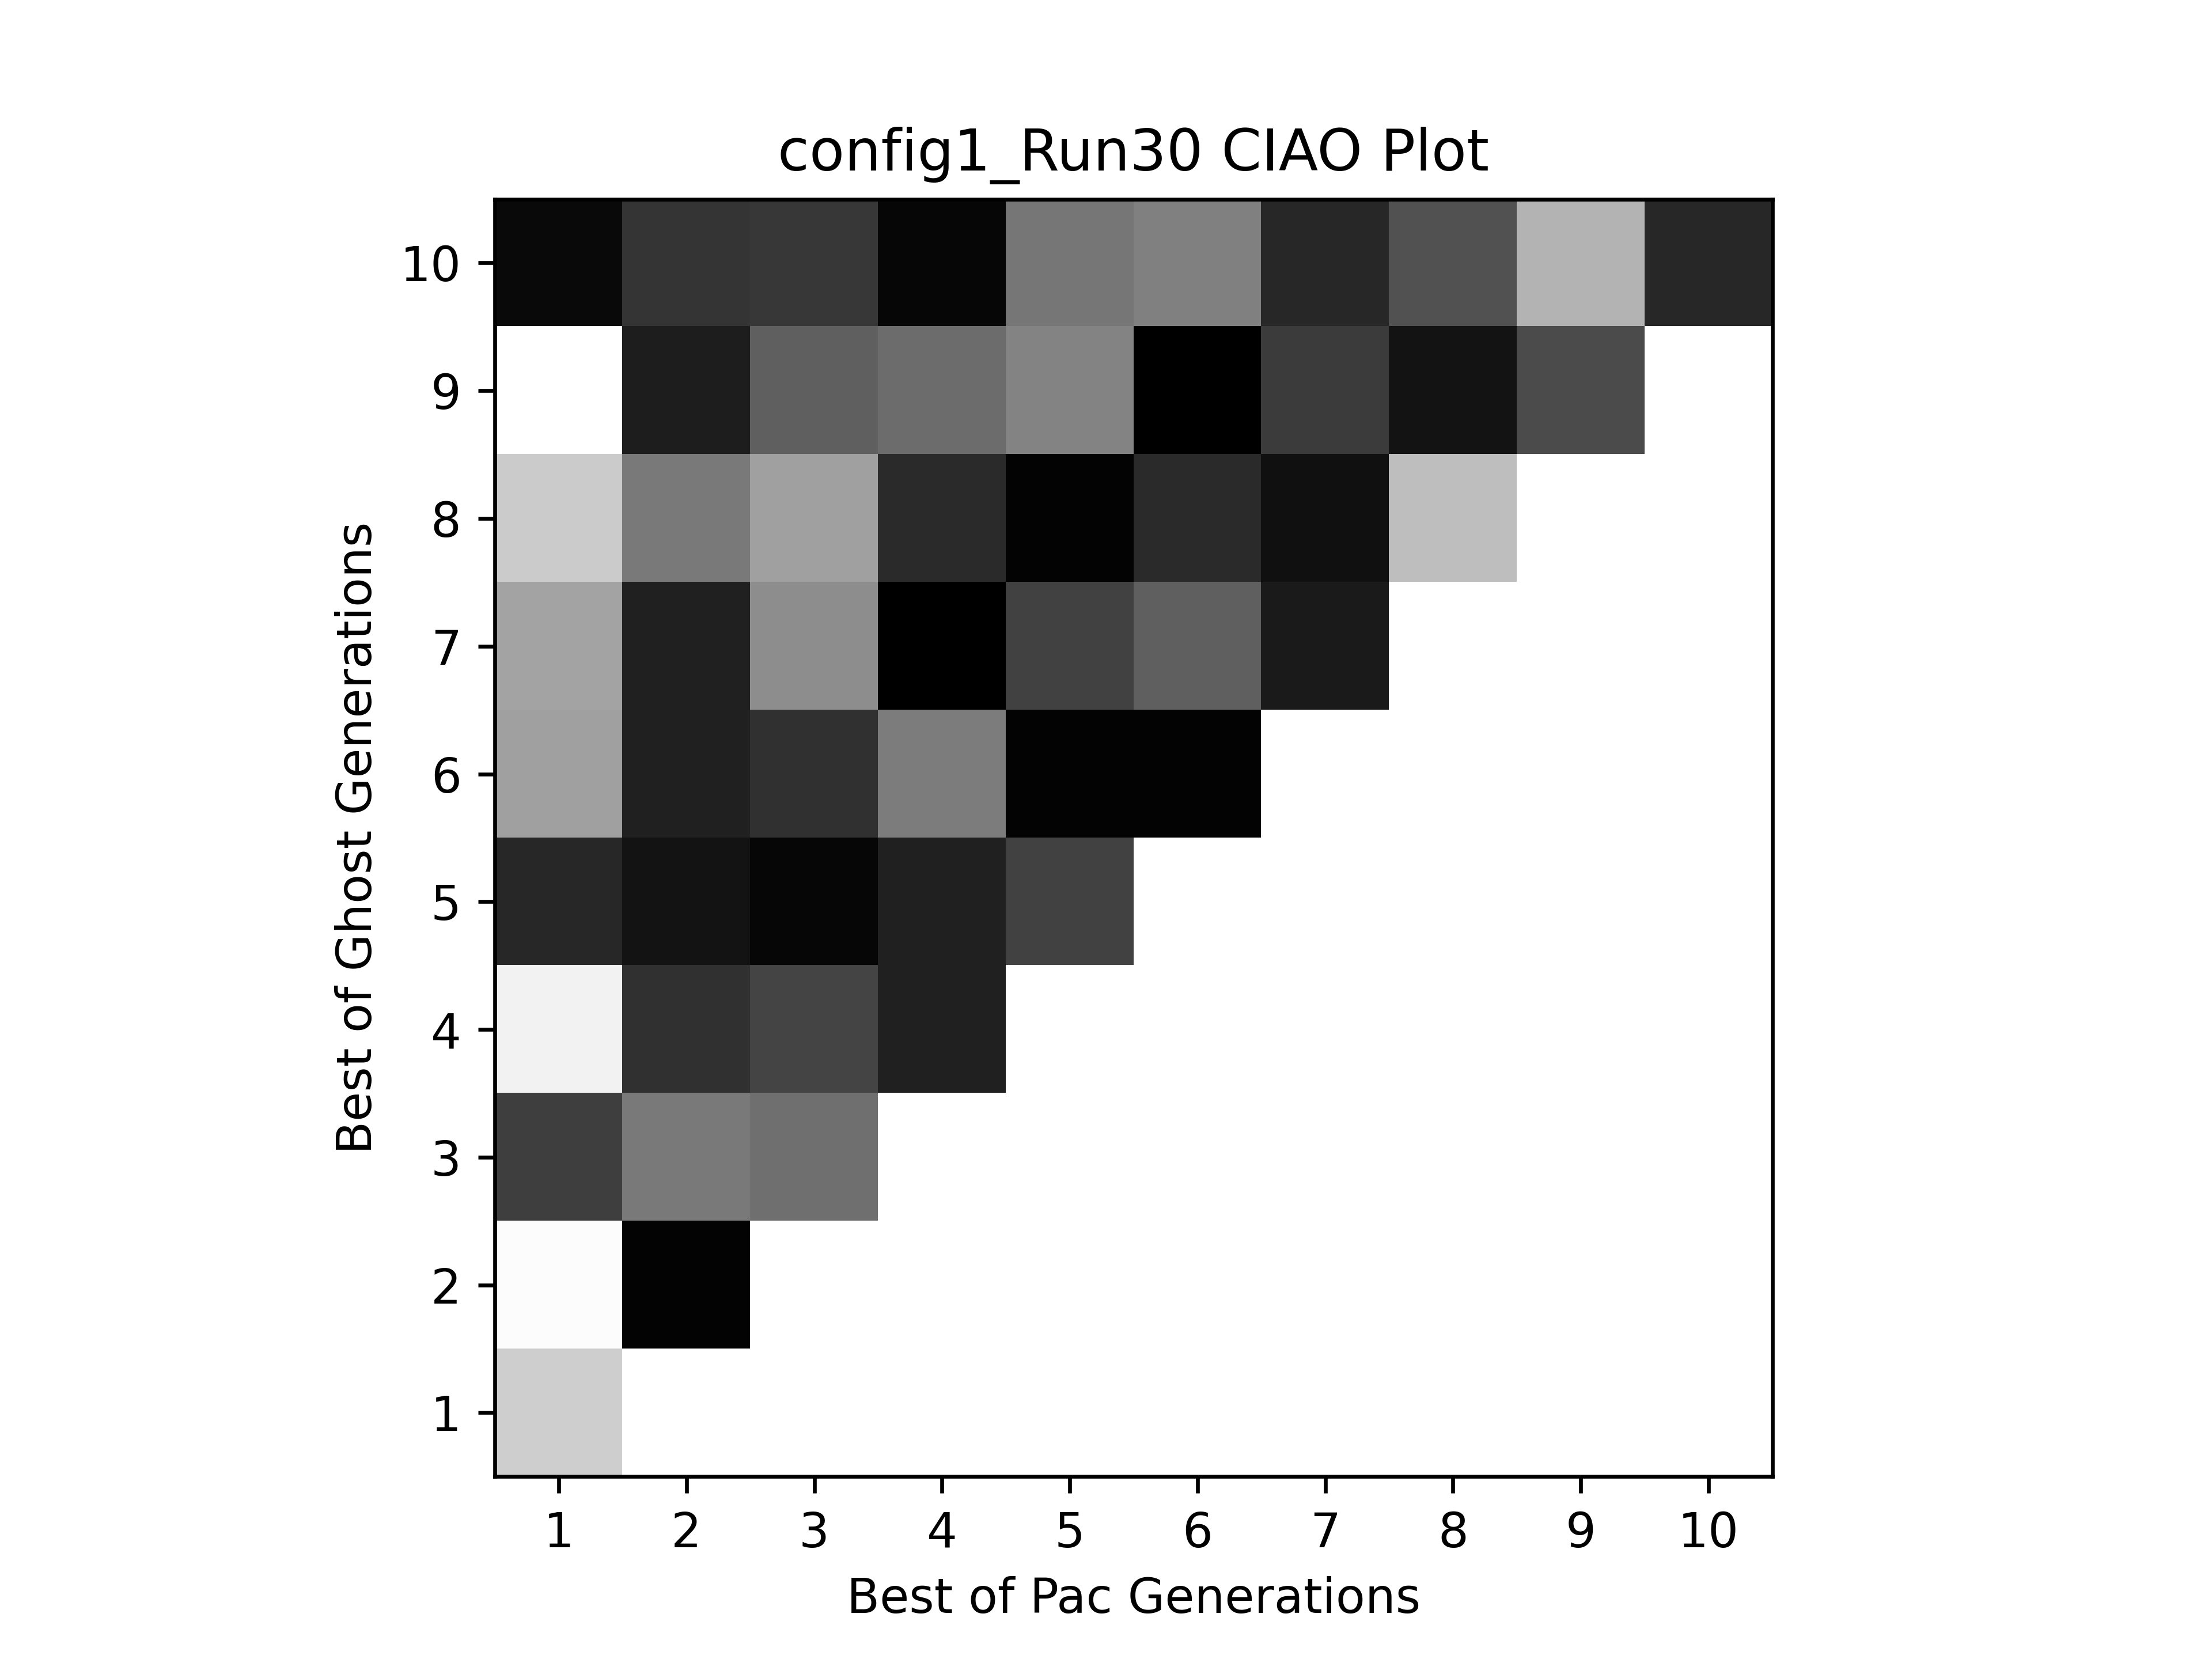 config1_Run30 CIAO Plot
Best of Ghost Generations
10
9
8
7
6
5
4
3
2
1
1 2 3 4 5 6 7 8 9 10
Best of Pac Generations